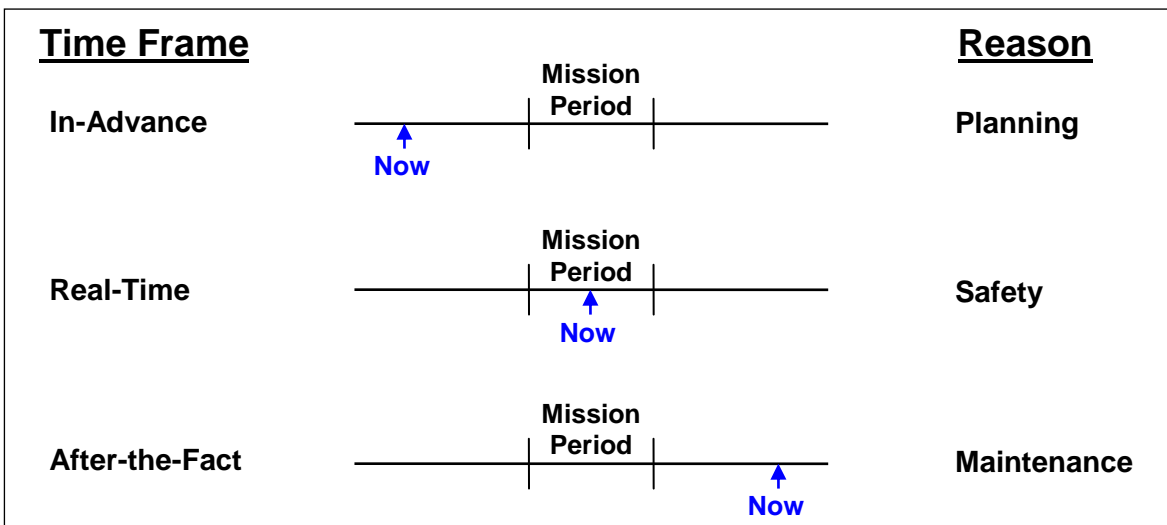 Time Frame
Reason
Mission
Period
In-Advance
Planning
Now
Mission
Period
Real-Time
Safety
Now
Mission
Period
After-the-Fact
Maintenance
Now